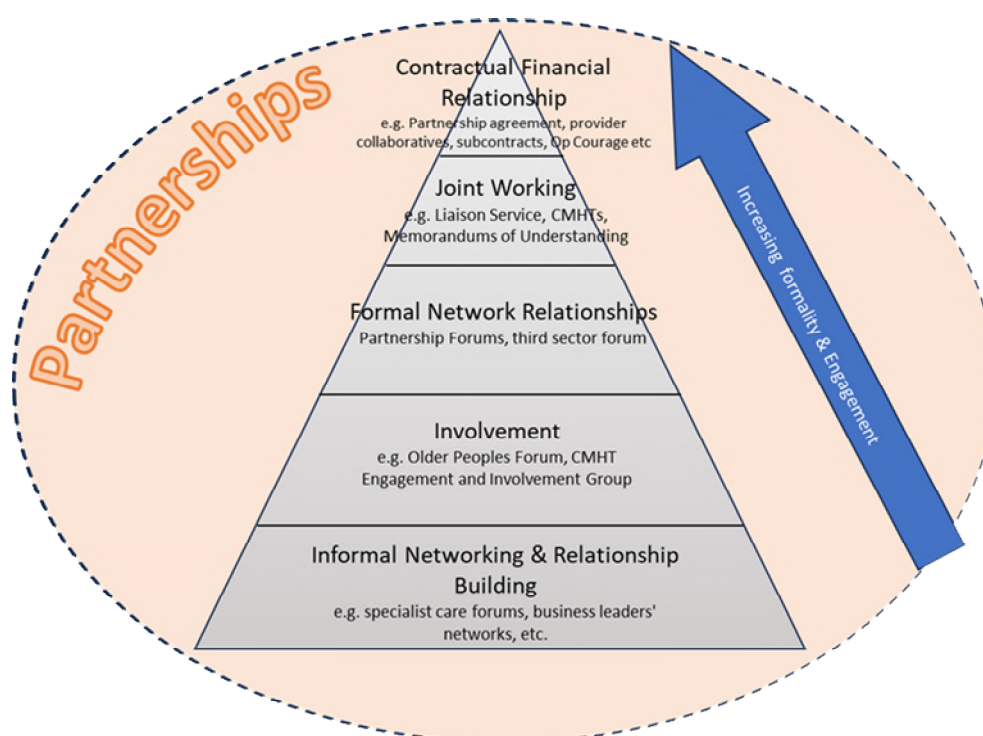 Partnerships
Contractual Financial
Relationship
e.g. Partnership agreement, provider
collaboratives, subcontracts, Op Courage etc
Joint Working
e.g. Liaison Service, CMHTs,
Memorandums of Understanding
Formal Network Relationships
Partnership Forums, third sector forum
Involvement
e.g. Older Peoples Forum, CMHT
Engagement and Involvement Group
Informal Networking & Relationship
Building
e.g. specialist care forums, business leaders'
networks, etc.
Increasing formality & Engagement